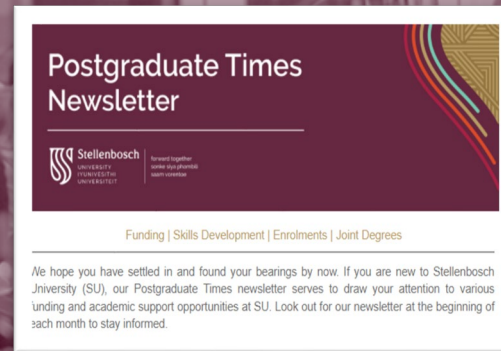 Postgraduate Times
Newsletter
Stellenbosch
UNIVERSITY
IYUNIVESITHI
UNIVERSITEIT
forward together
sonke siya phambili
saam vorentoe
Funding | Skills Development | Enrolments | Joint Degrees
We hope you have settled in and found your bearings by now. If you are new to Stellenbosch
University (SU), our Postgraduate Times newsletter serves to draw your attention to various
funding and academic support opportunities at SU. Look out for our newsletter at the beginning of
each month to stay informed.